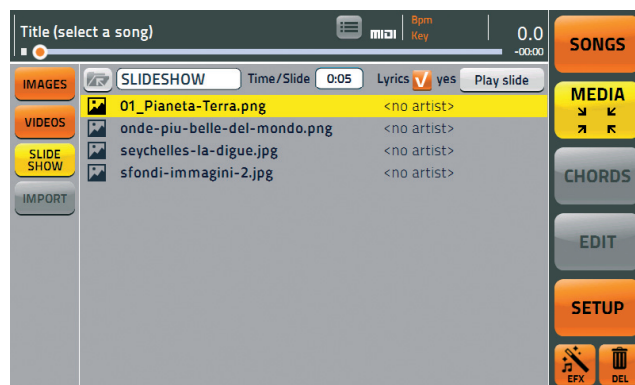 Title (select a song)
midi
Bpm
Key
0.0
-00:00
SONGS
IMAGES
SLIDESHOW
Time/Slide
0:05
Lyrics
yes
Play slide
MEDIA
01_Pianeta-Terra.png
<no artist>
VIDEOS
onde-piu-belle-del-mondo.png
<no artist>
SLIDE
SHOW
seychelles-la-digue.jpg
<no artist>
CHORDS
sfondi-immagini-2.jpg
<no artist>
IMPORT
EDIT
SETUP
EFX
DEL